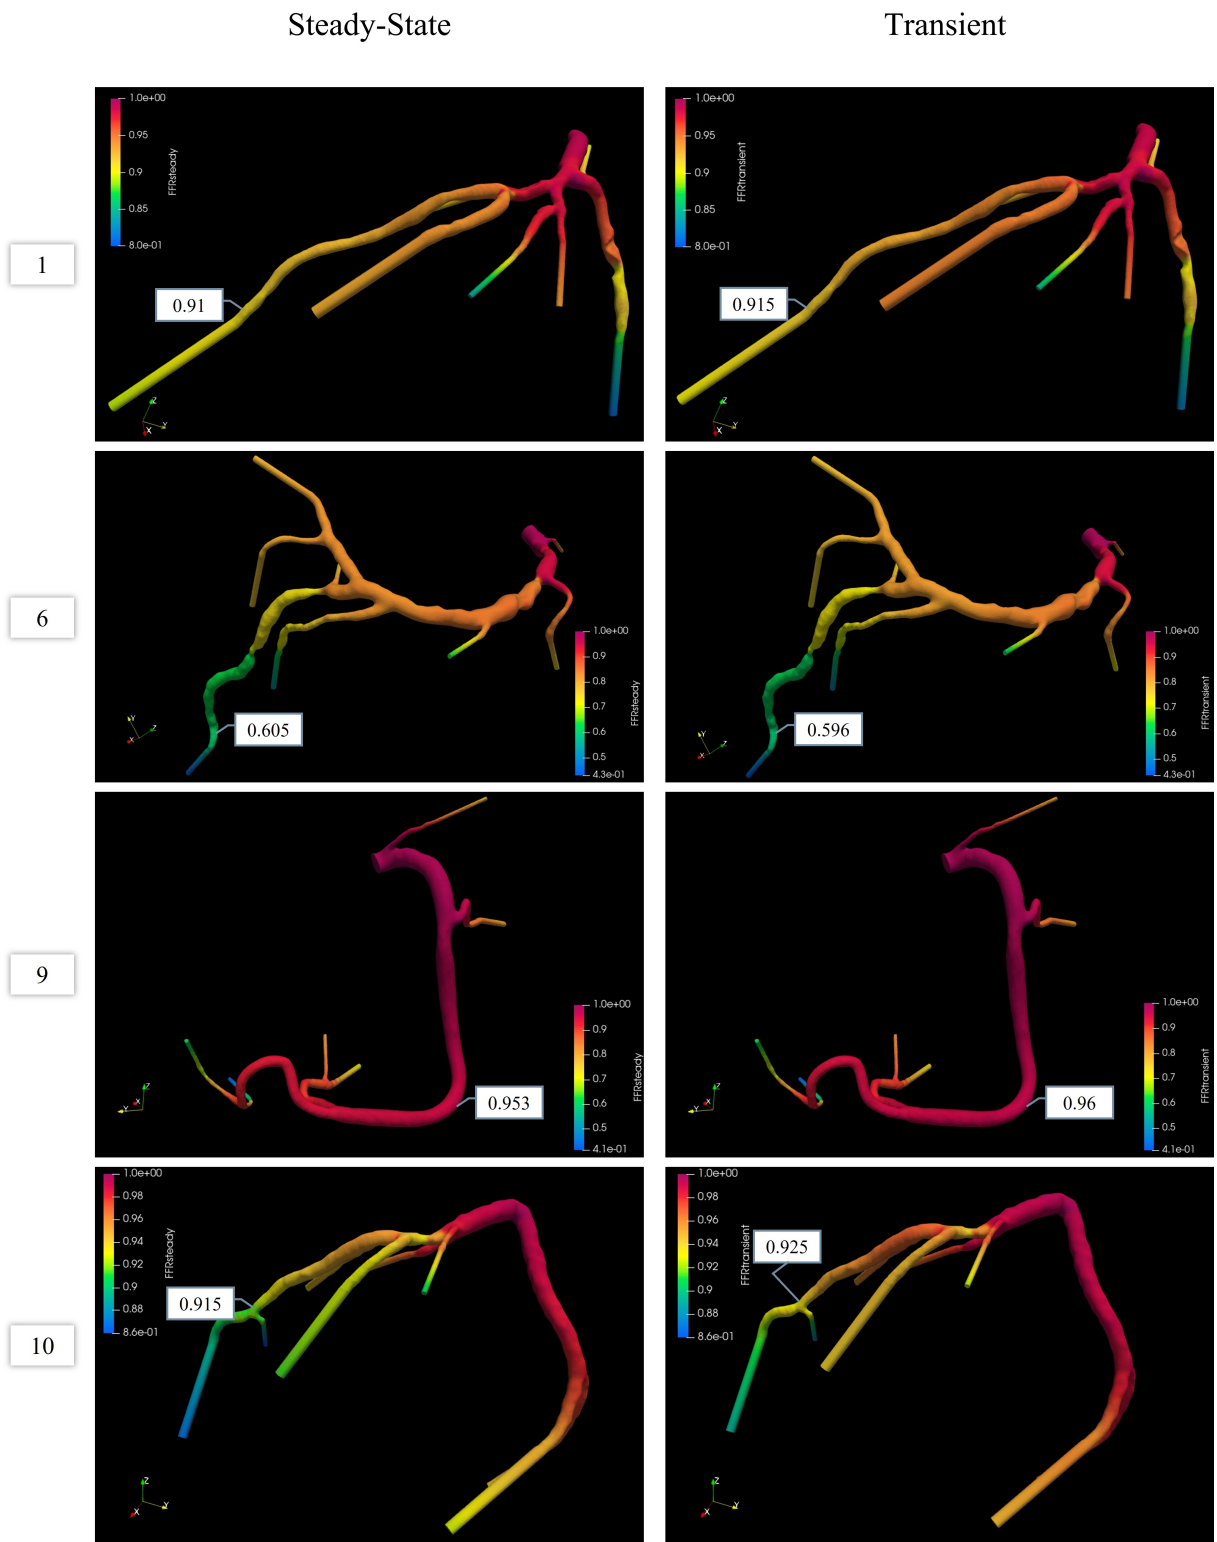 Steady-State
Transient
1
1.0e+00
0.95
0.9
0.85
8.0e-01
FFRsteady
0.91
Z
Y
X
1.0e+00
0.95
0.9
0.85
8.0e-01
FFRtransient
0.915
Z
Y
X
6
1.0e+00
0.9
0.8
0.7
0.6
0.5
4.3e-01
FFRsteady
0.605
Y
Z
X
1.0e+00
0.9
0.8
0.7
0.6
0.5
4.3e-01
FFRtransient
0.596
Y
Z
X
9
1.0e+00
0.9
0.8
0.7
0.6
0.5
4.1e-01
FFRsteady
0.953
Z
X
Y
1.0e+00
0.9
0.8
0.7
0.6
0.5
4.1e-01
FFRtransient
0.96
Z
X
Y
10
1.0e+00
0.98
0.96
0.94
0.92
0.9
0.88
8.6e-01
FFRsteady
0.915
Z
Y
X
1.0e+00
0.98
0.96
0.94
0.92
0.9
0.88
8.6e-01
FFRtransient
0.925
Z
Y
X